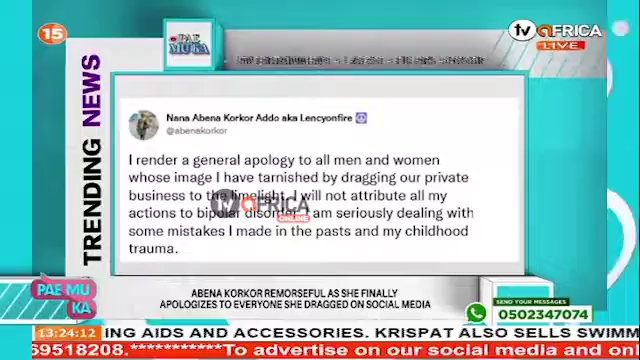 15
PAE
MUKA
tv AFRICA
LIVE
TRENDING NEWS
Nana Abena Korkor Addo aka Lencyonfire
@abenakorkor
I render a general apology to all men and women
whose image I have tarnished by dragging our private
business to the limelight. I will not attribute all my
actions to bipolar disorder. I am seriously dealing with
some mistakes I made in the pasts and my childhood
trauma.
tv AFRICA
ONLINE
ABENA KORKOR REMORSEFUL AS SHE FINALLY
APOLOGIZES TO EVERYONE SHE DRAGGED ON SOCIAL MEDIA
PAE MU
KA
SEND YOUR MESSAGES
0502347074
13:24:12
ING AIDS AND ACCESSORIES. KRISPAT ALSO SELLS SWIMM
69518208. ***********To advertise on our social media and on